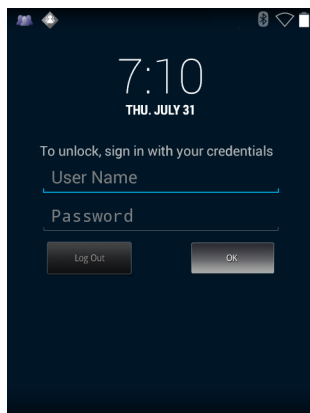 7:10
THU. JULY 31
To unlock, sign in with your credentials
User Name
Password
Log Out
OK